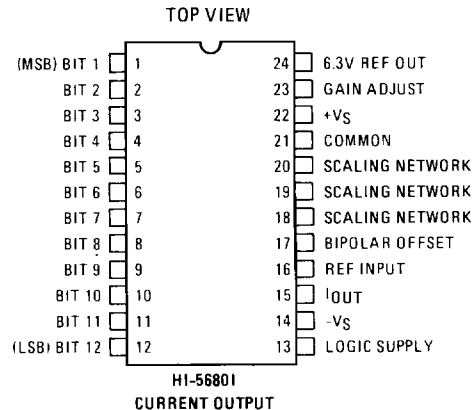 TOP VIEW
(MSB) BIT 1 1 24 6.3V REF OUT
BIT 2 2 23 GAIN ADJUST
BIT 3 3 22 +VS
BIT 4 4 21 COMMON
BIT 5 5 20 SCALING NETWORK
BIT 6 6 19 SCALING NETWORK
BIT 7 7 18 SCALING NETWORK
BIT 8 8 17 BIPOLAR OFFSET
BIT 9 9 16 REF INPUT
BIT 10 10 15 IOUT
BIT 11 11 14 -VS
(LSB) BIT 12 12 13 LOGIC SUPPLY
HI-5680I
CURRENT OUTPUT